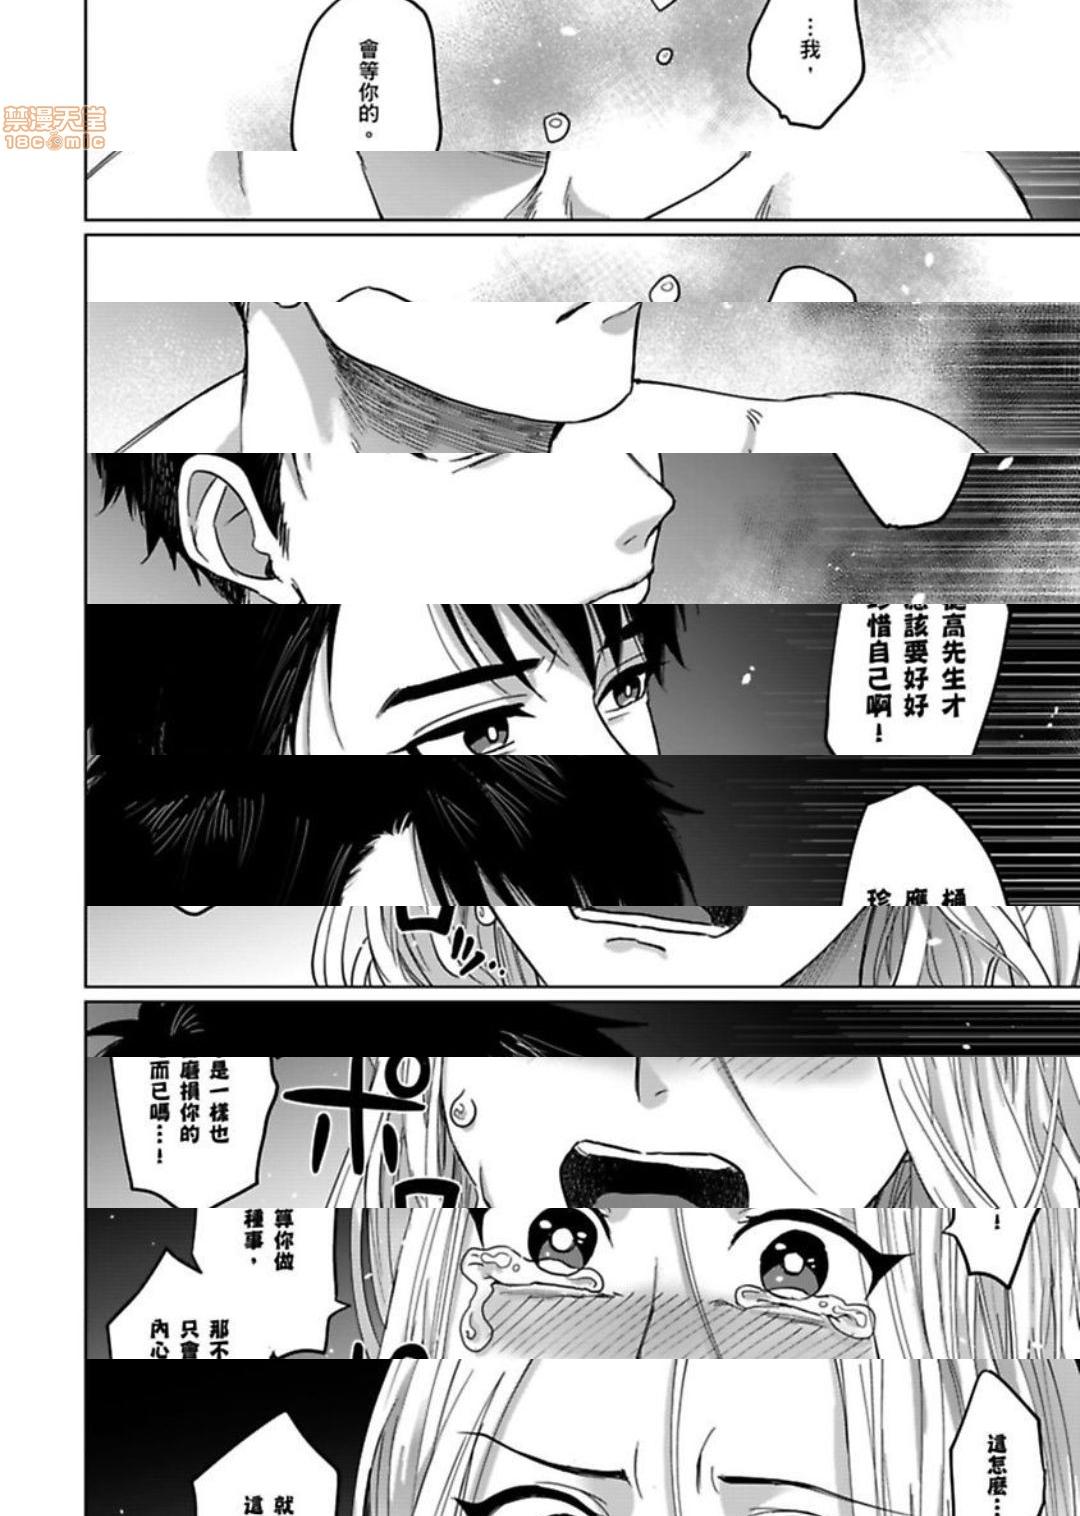 …我，
會等你的。
禁漫天堂
18comic
高先生才
該要好好
惜自己啊！
樋
應
珍
是一樣也
磨損你的
而已嗎…！
ポ
！
算你做
種事，
那不
只會
內心
這怎麼…
就
這